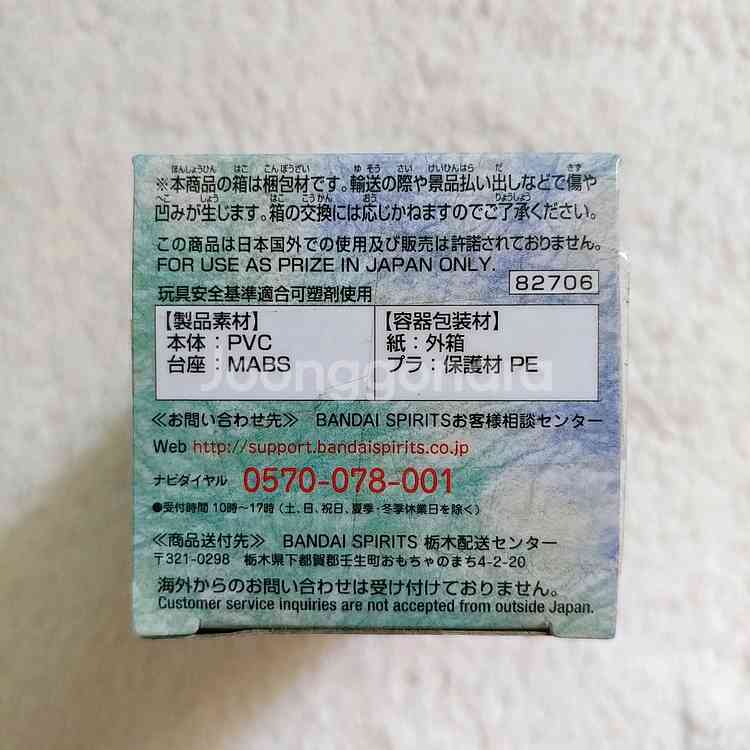 ※本商品の箱は梱包材です。輸送の際や景品払い出しなどで傷や
凹みが生じます。箱の交換には応じかねますのでご了承ください。
この商品は日本国外での使用及び販売は許諾されておりません。
FOR USE AS PRIZE IN JAPAN ONLY.
82706
玩具安全基準適合可塑剤使用
【製品素材】
本体：PVC
台座：MABS
【容器包装材】
紙：外箱
プラ：保護材 PE
Joonggonara
≪お問い合わせ先≫ BANDAI SPIRITSお客様相談センター
Web http://support.bandaispirits.co.jp
ナビダイヤル 0570-078-001
●受付時間 10時～17時（土、日、祝日、夏季・冬季休業日を除く）
≪商品送付先≫ BANDAI SPIRITS 栃木配送センター
〒321-0298 栃木県下都賀郡壬生町おもちゃのまち4-2-20
海外からのお問い合わせは受け付けておりません。
Customer service inquiries are not accepted from outside Japan.